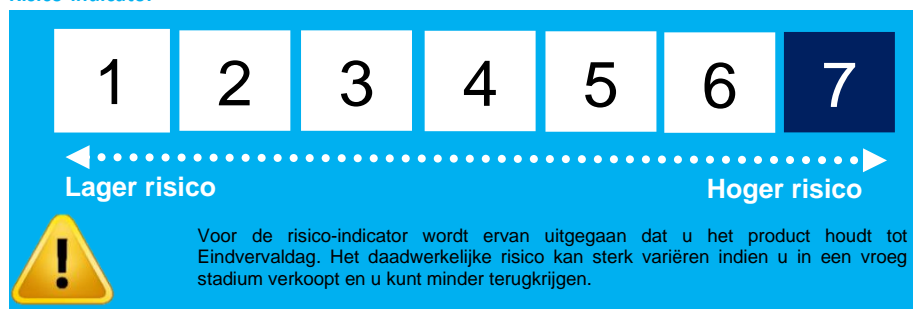 1 2 3 4 5 6 7
Lager risico Hoger risico
Voor de risico-indicator wordt ervan uitgegaan dat u het product houdt tot
Eindvervaldag. Het daadwerkelijke risico kan sterk variëren indien u in een vroeg
stadium verkoopt en u kunt minder terugkrijgen.